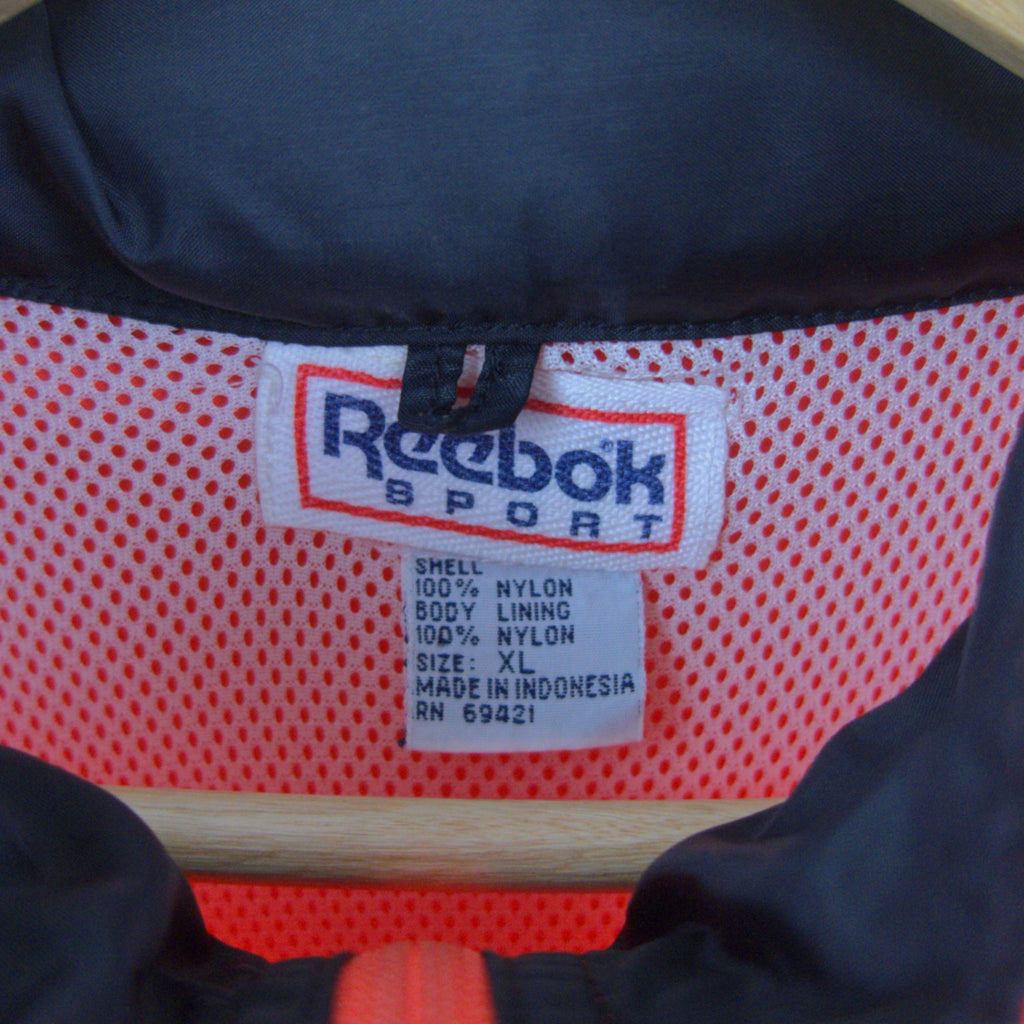 Reebok
SPORT
SHELL
100% NYLON
BODY LINING
100% NYLON
SIZE: XL
MADE IN INDONESIA
RN 69421